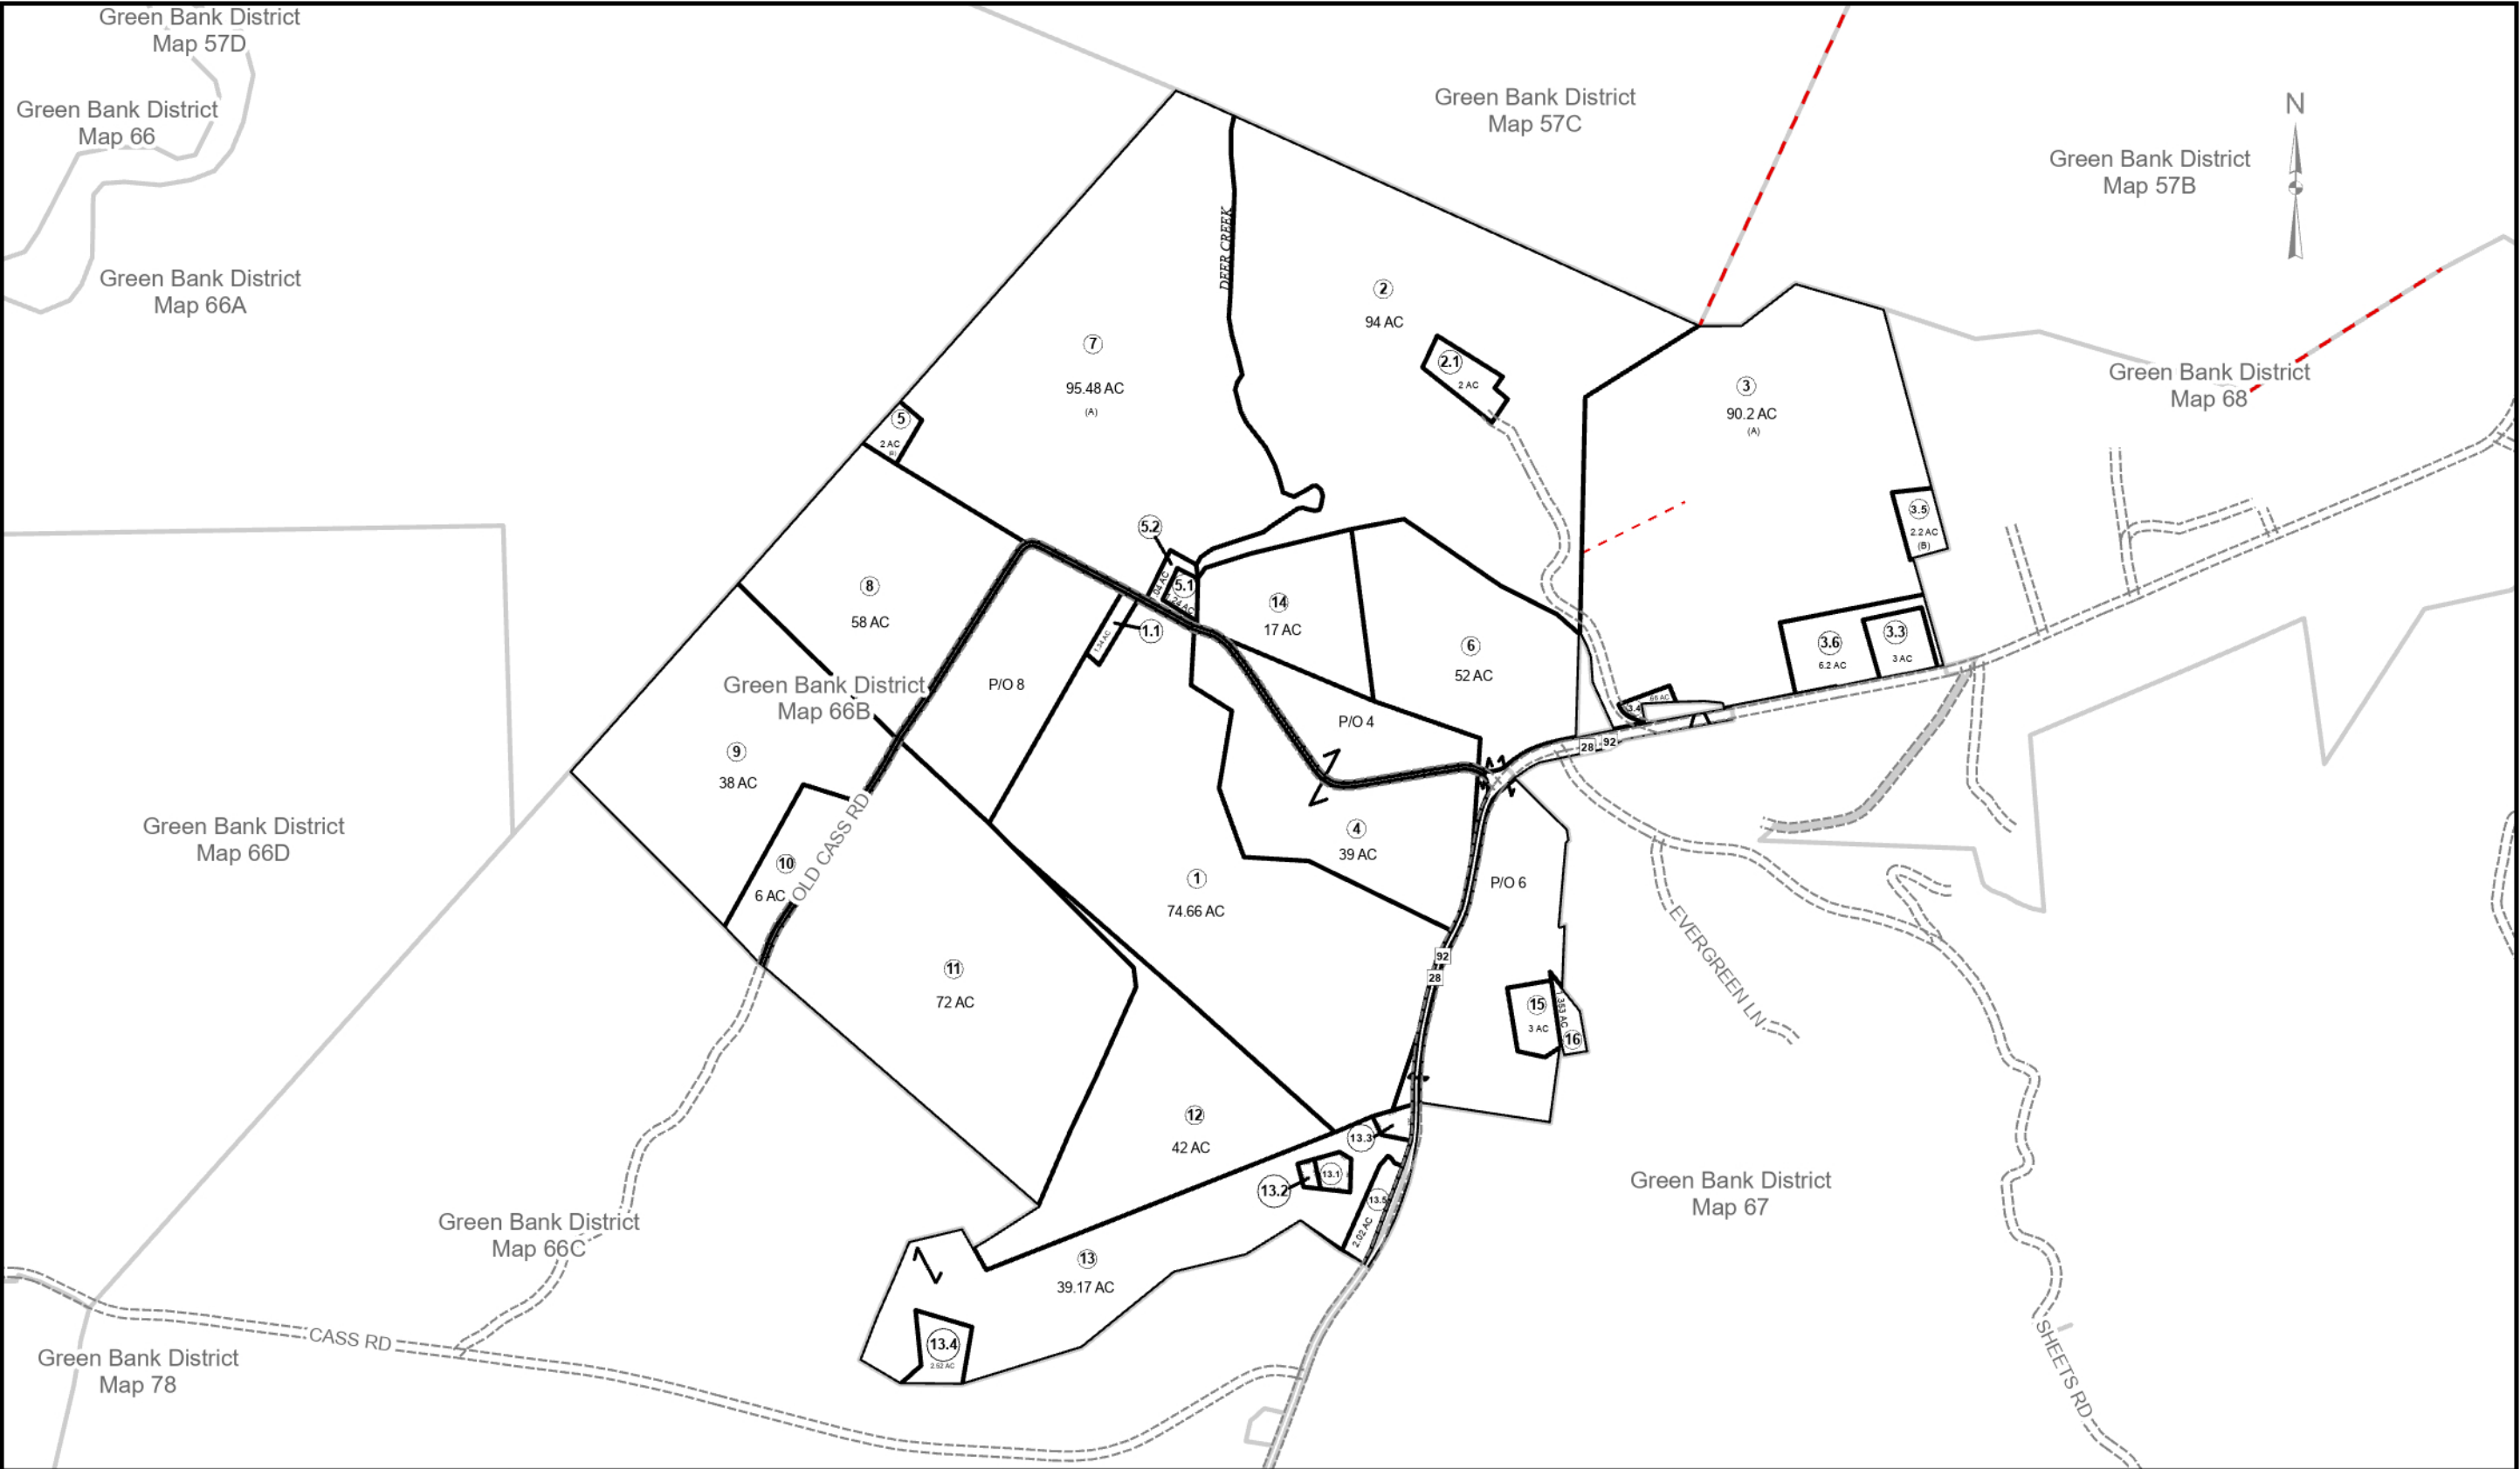 Green Bank District
Map 57D
Green Bank District
Map 66
Green Bank District
Map 57C
N
Green Bank District
Map 57B
Green Bank District
Map 66A
DEER CREEK
2
94 AC
7
95.48 AC
(A)
2.1
2 AC
3
90.2 AC
(A)
Green Bank District
Map 68
5
2 AC
(B)
3.5
2.2 AC
(B)
5.2
5.1
8
58 AC
14
17 AC
1.1
1.34 AC
6
52 AC
3.6
6.2 AC
3.3
3 AC
P/O 8
Green Bank District
Map 66B
P/O 4
3.4
28
92
9
38 AC
Green Bank District
Map 66D
4
39 AC
10
6 AC
OLD CASS RD
1
74.66 AC
P/O 6
EVERGREEN LN
92
28
11
72 AC
15
3 AC
16
12
42 AC
13.3
13.1
13.2
13.5
2.02 AC
Green Bank District
Map 67
Green Bank District
Map 66C
13
39.17 AC
13.4
2.52 AC
CASS RD
Green Bank District
Map 78
SHEETS RD